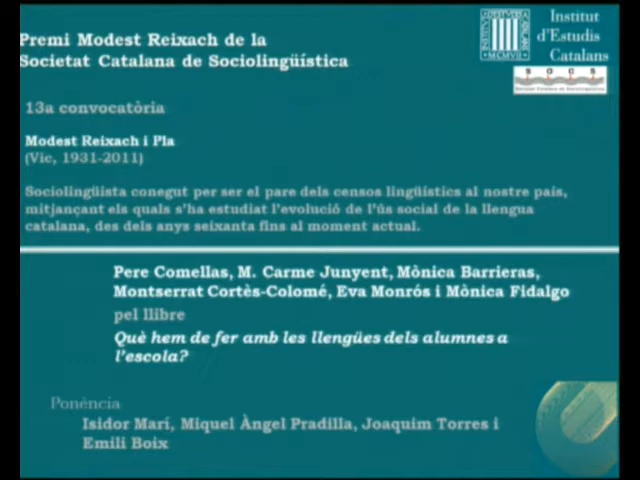 Premi Modest Reixach de la
Societat Catalana de Sociolingüística
Institut
d'Estudis
Catalans
MCMVII
S O C S
13a convocatòria
Modest Reixach i Pla
(Vic, 1931-2011)
Sociolingüista conegut per ser el pare dels censos lingüístics al nostre país,
mitjançant els quals s'ha estudiat l'evolució de l'ús social de la llengua
catalana, des dels anys seixanta fins al moment actual.
Pere Comellas, M. Carme Junyent, Mònica Barrieras,
Montserrat Cortès-Colomé, Eva Monrós i Mònica Fidalgo
pel llibre
Què hem de fer amb les llengües dels alumnes a
l'escola?
Ponència
Isidor Marí, Miquel Àngel Pradilla, Joaquim Torres i
Emili Boix